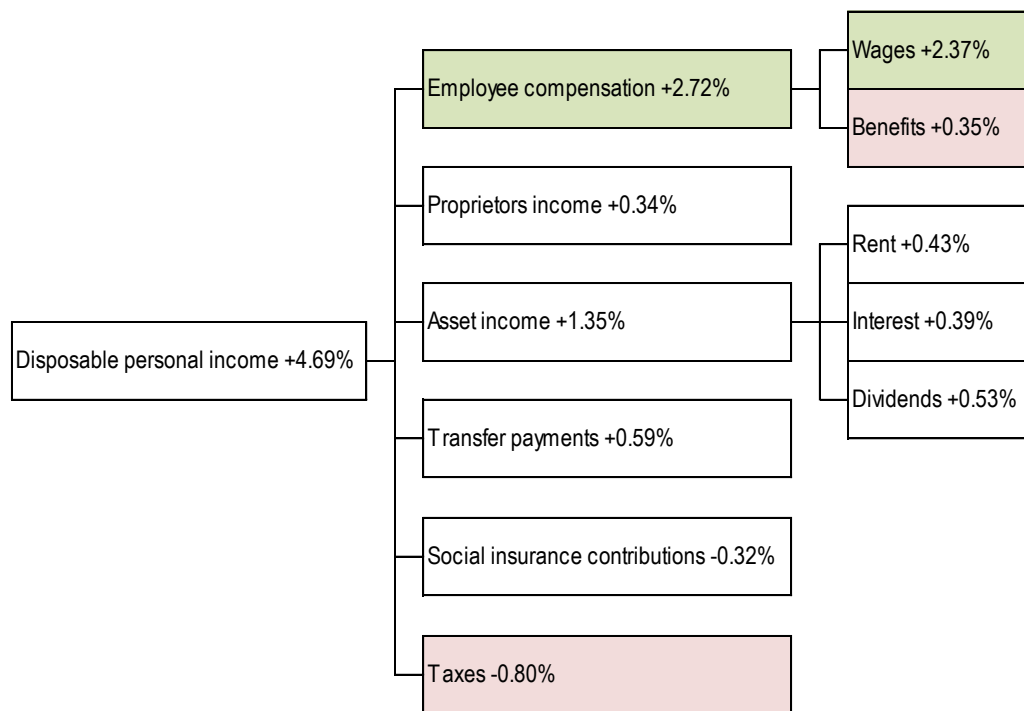 Disposable personal income +4.69%
Employee compensation +2.72%
Wages +2.37%
Benefits +0.35%
Proprietors income +0.34%
Asset income +1.35%
Rent +0.43%
Interest +0.39%
Dividends +0.53%
Transfer payments +0.59%
Social insurance contributions -0.32%
Taxes -0.80%